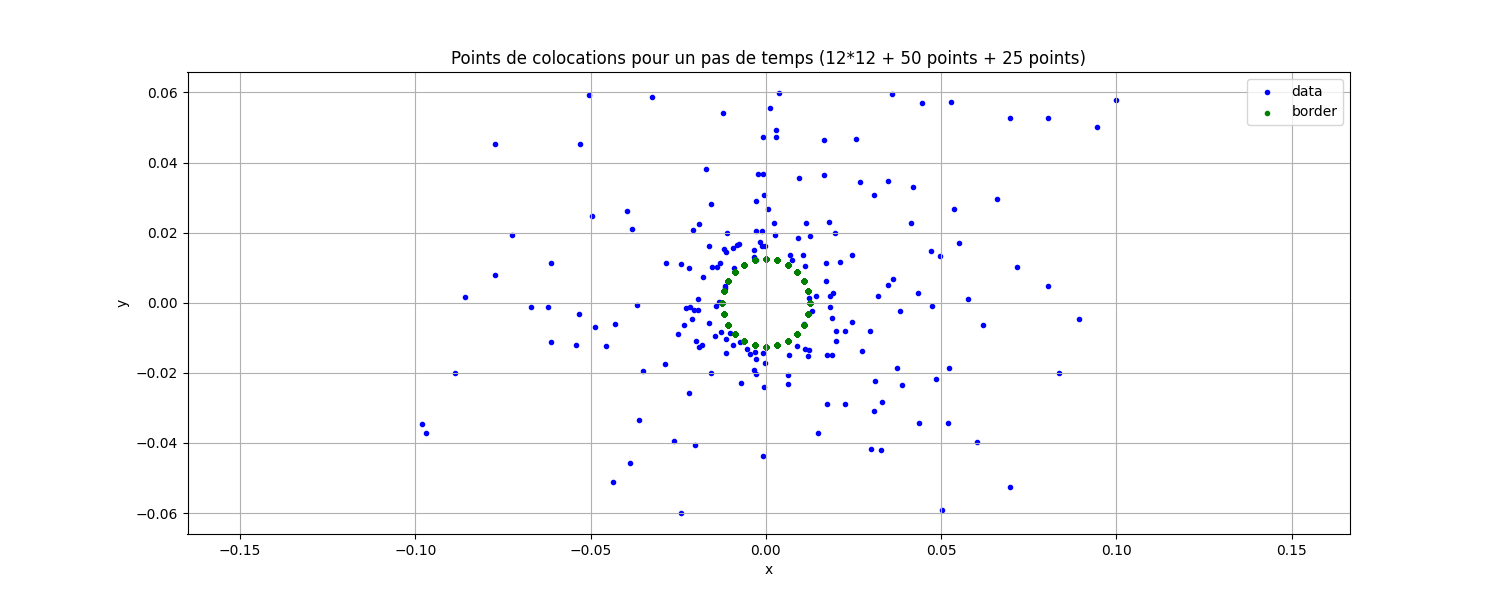 Points de colocations pour un pas de temps (12*12 + 50 points + 25 points)
data
border
0.06
0.04
0.02
0.00
−0.02
−0.04
−0.06
y
−0.15
−0.10
−0.05
0.00
0.05
0.10
0.15
x